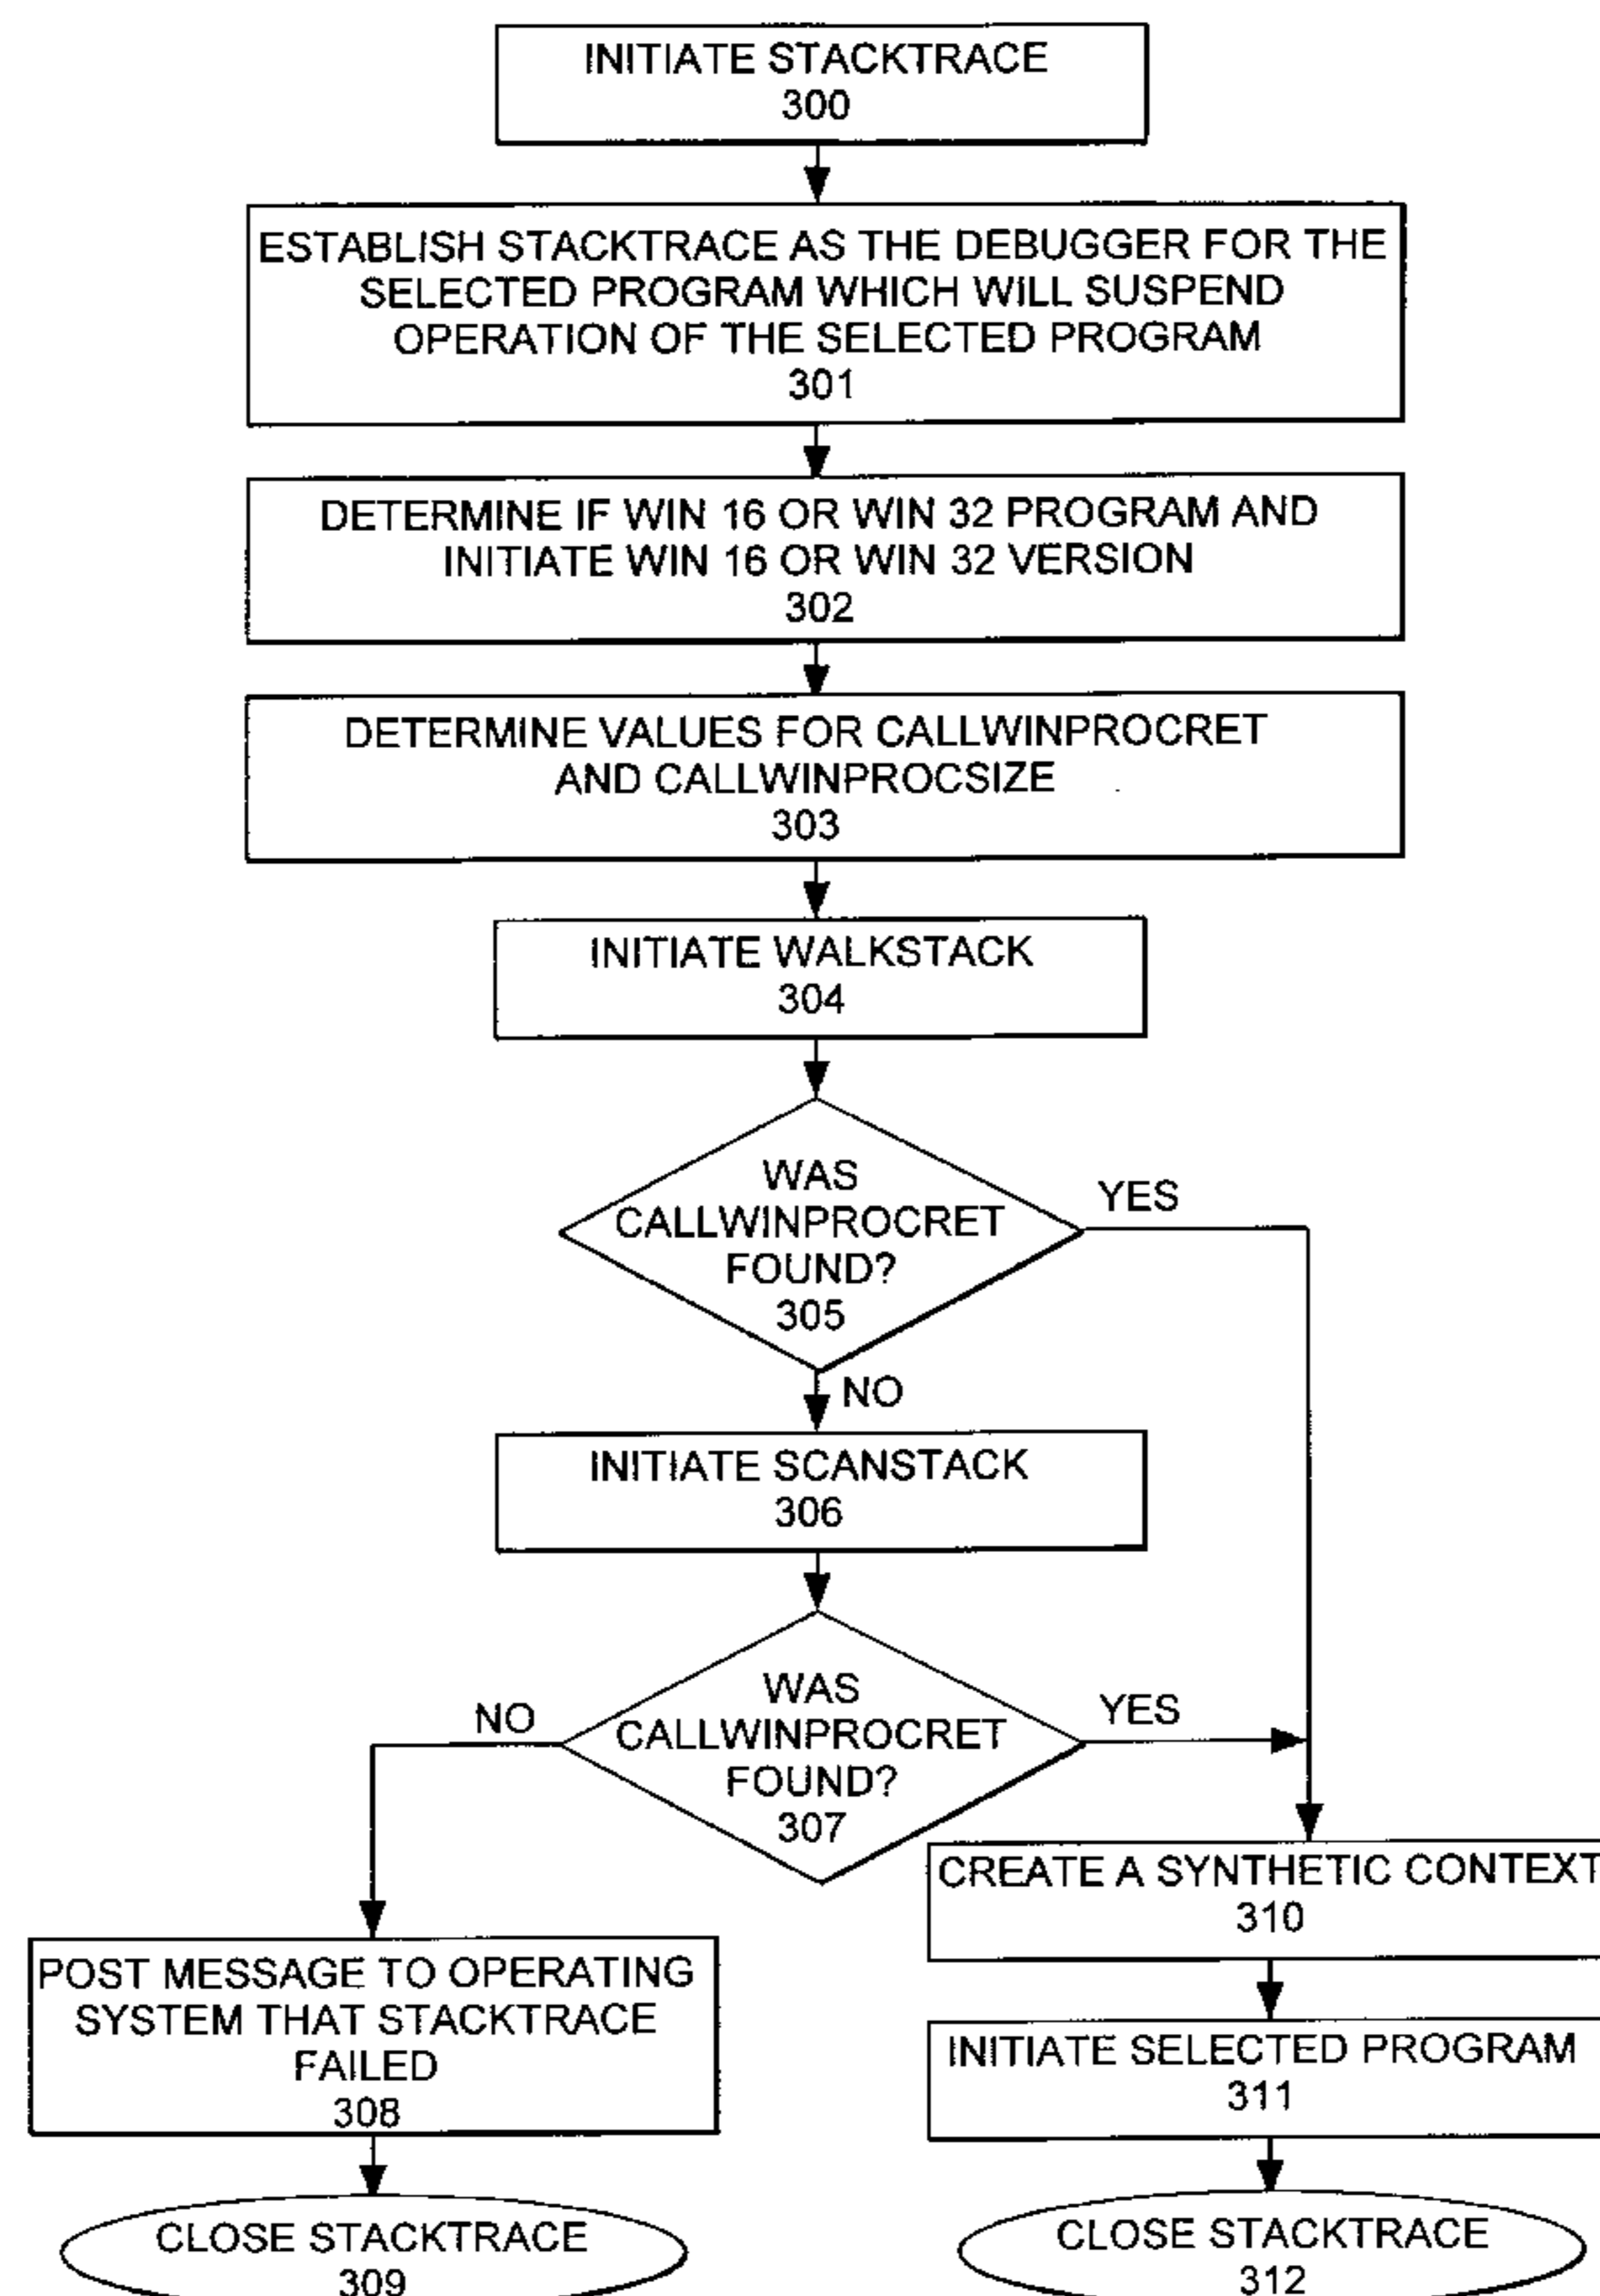 INITIATE STACKTRACE
300
ESTABLISH STACKTRACE AS THE DEBUGGER FOR THE
SELECTED PROGRAM WHICH WILL SUSPEND
OPERATION OF THE SELECTED PROGRAM
301
DETERMINE IF WIN 16 OR WIN 32 PROGRAM AND
INITIATE WIN 16 OR WIN 32 VERSION
302
DETERMINE VALUES FOR CALLWINPROCRET
AND CALLWINPROCSIZE
303
INITIATE WALKSTACK
304
WAS
CALLWINPROCRET
FOUND?
305
YES
NO
INITIATE SCANSTACK
306
WAS
CALLWINPROCRET
FOUND?
307
NO
YES
POST MESSAGE TO OPERATING
SYSTEM THAT STACKTRACE
FAILED
308
CLOSE STACKTRACE
309
CREATE A SYNTHETIC CONTEXT
310
INITIATE SELECTED PROGRAM
311
CLOSE STACKTRACE
312